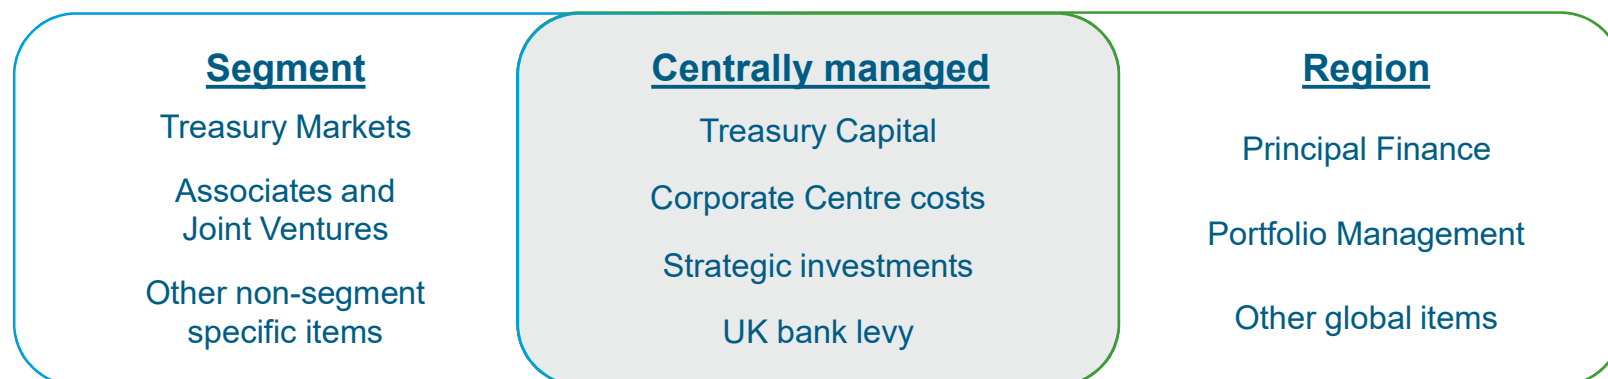 Segment
Treasury Markets
Associates and
Joint Ventures
Other non-segment
specific items
Centrally managed
Treasury Capital
Corporate Centre costs
Strategic investments
UK bank levy
Region
Principal Finance
Portfolio Management
Other global items